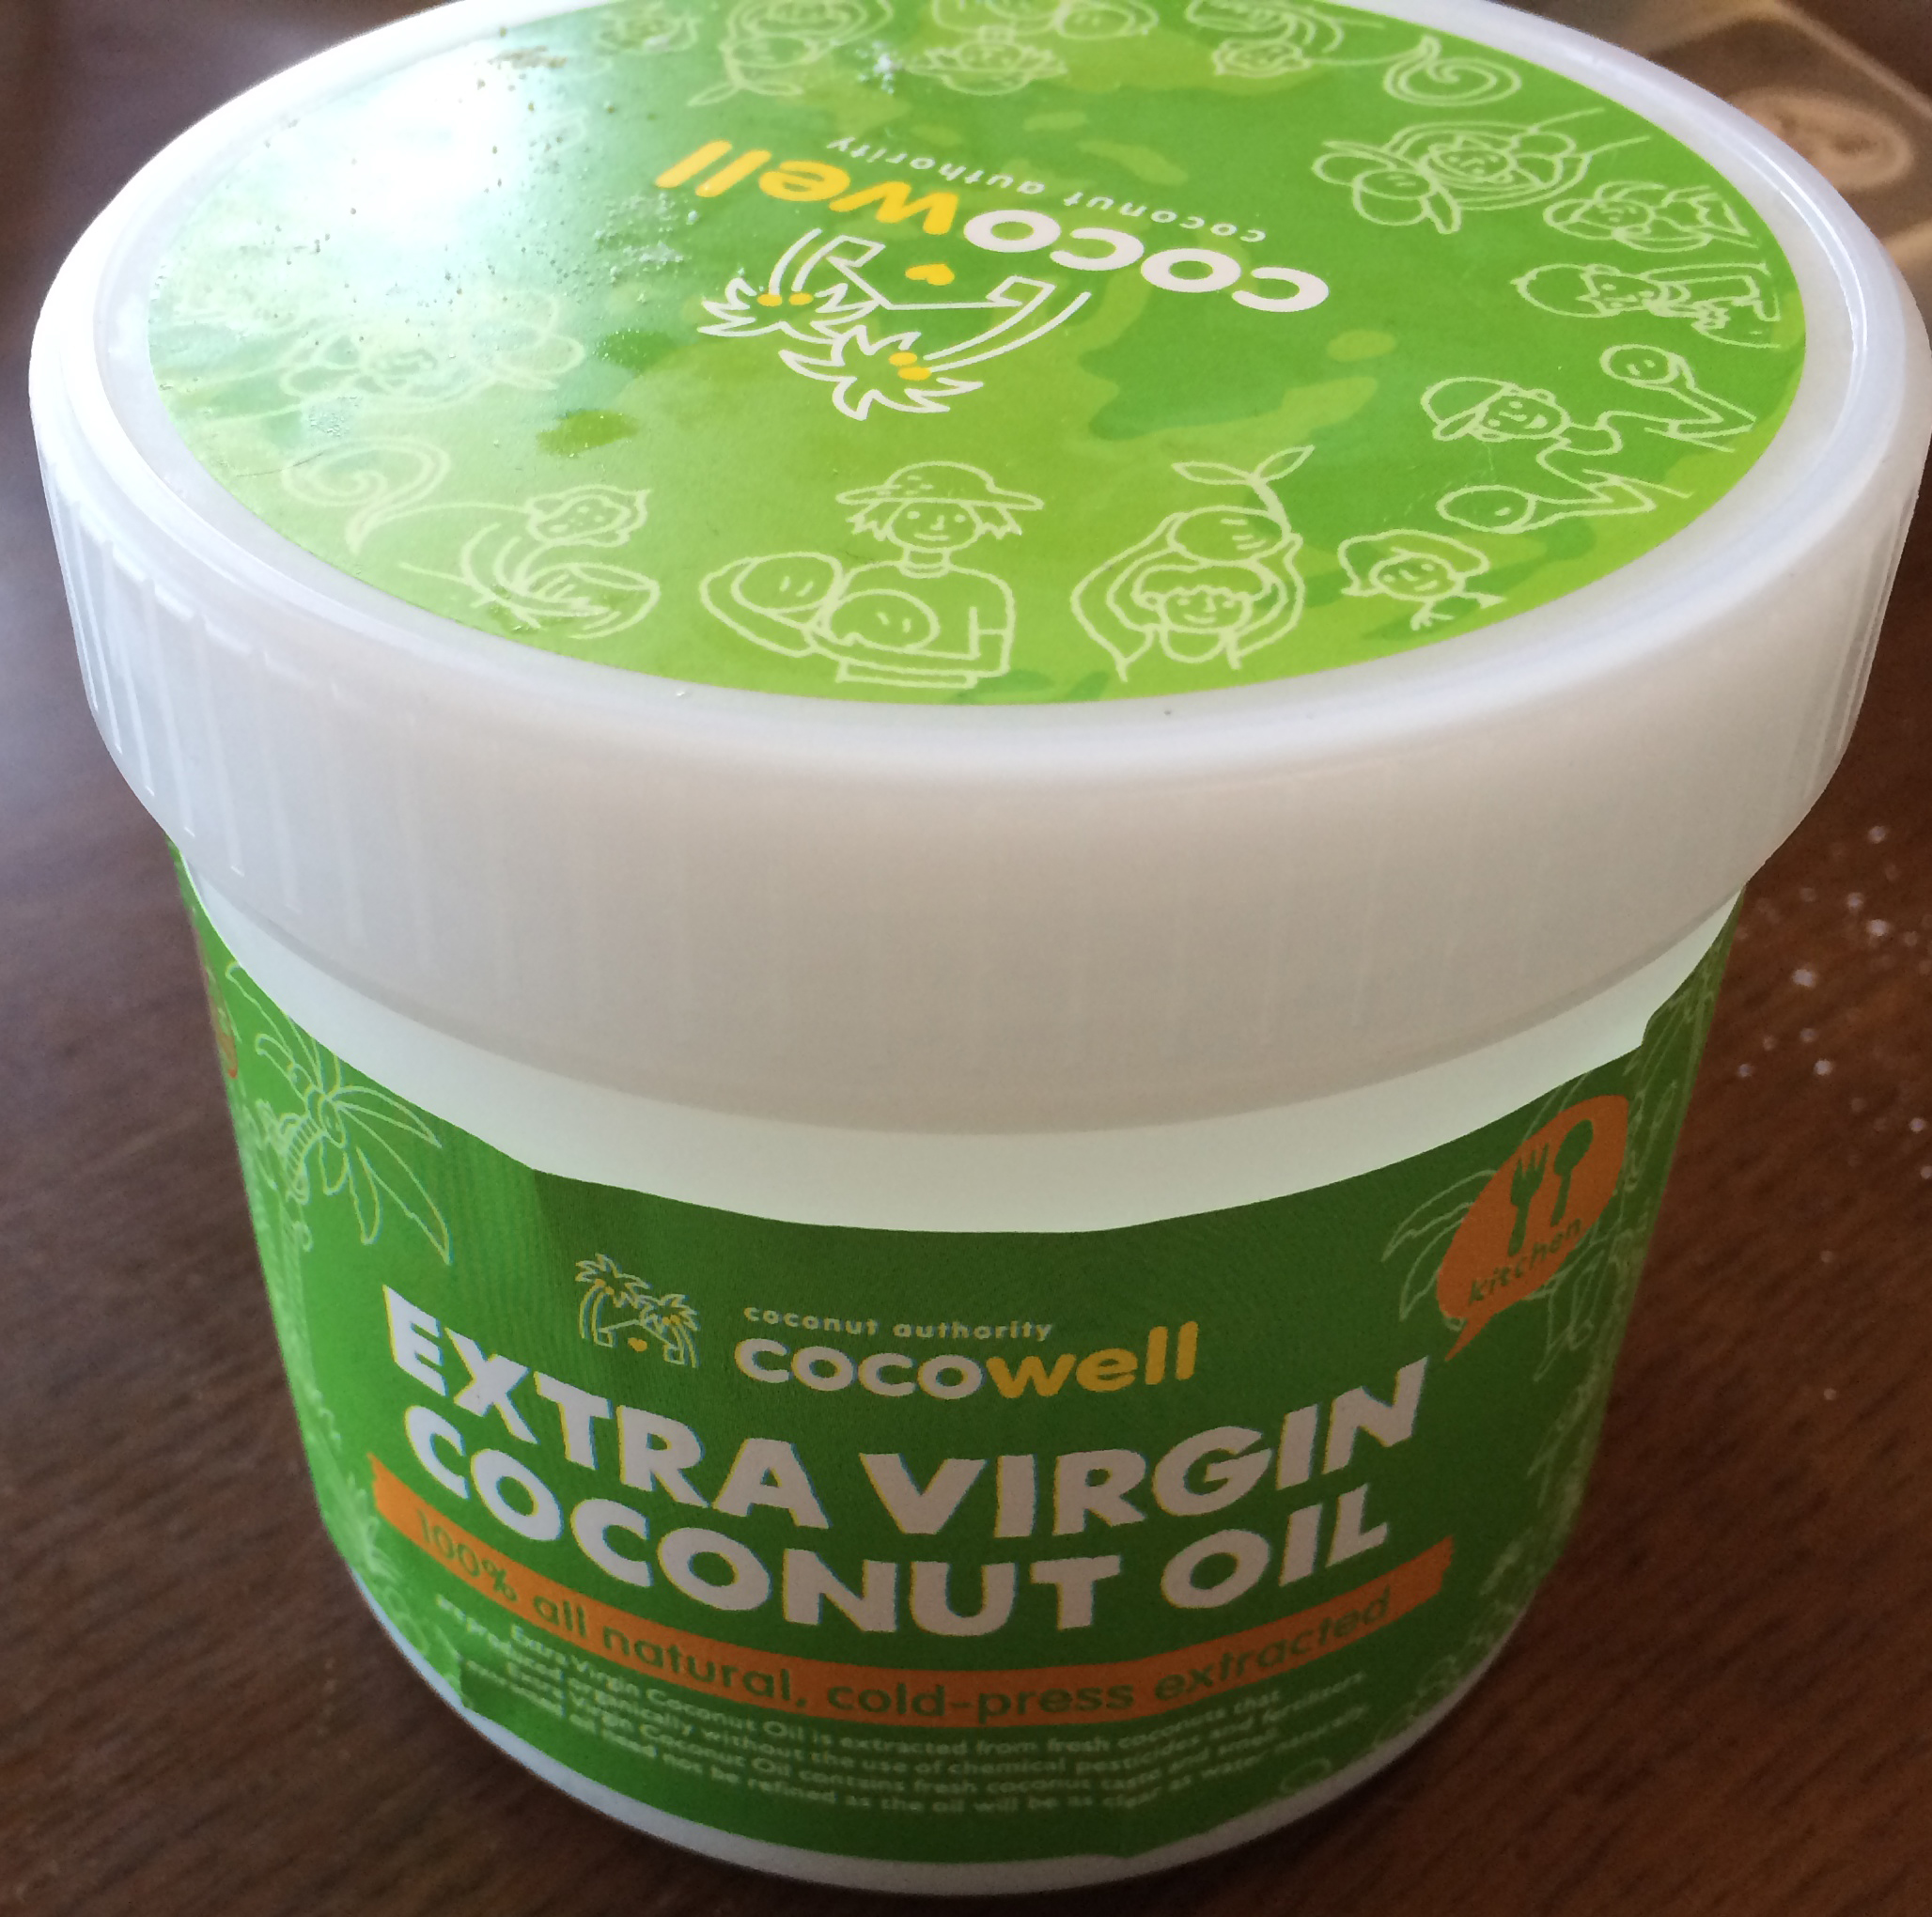 cocowell
coconut authority
kitchen
coconut authority
cocowell
EXTRA VIRGIN
COCONUT OIL
100% all natural, cold-press extracted
Extra Virgin Coconut Oil is extracted from fresh coconuts that
produced organically without the use of chemical pesticides and fertilizers
Extra Virgin Coconut Oil contains fresh coconut taste and smell
oil need not be refined as the oil will be as clear as water naturally